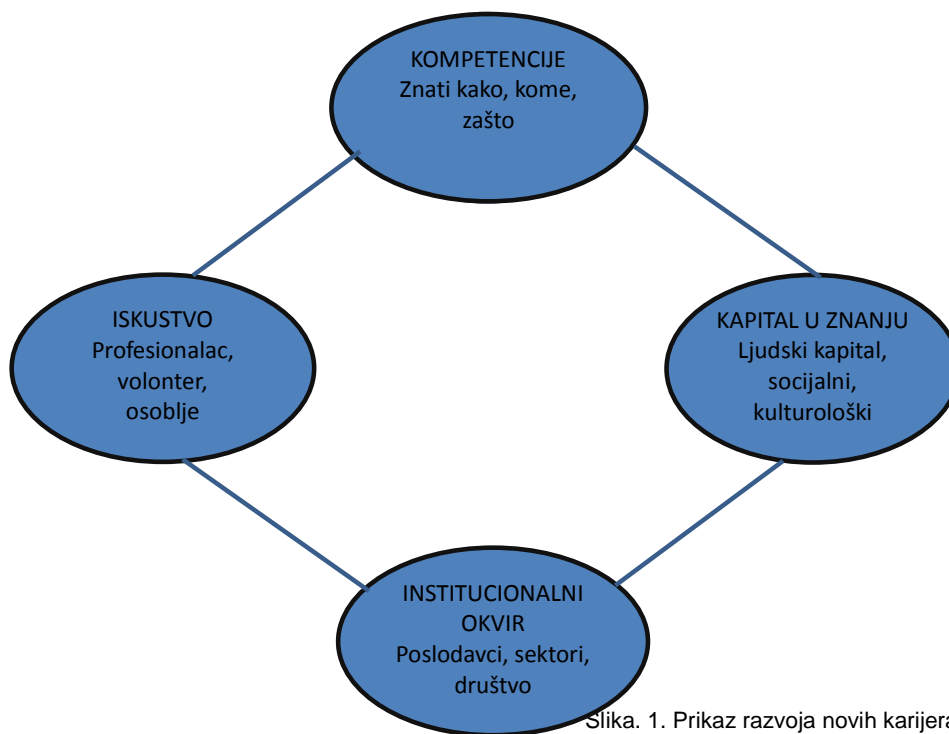 KOMPETENCIJE
Znati kako, kome,
zašto
ISKUSTVO
Profesionalac,
volonter,
osoblje
KAPITAL U ZNANJU
Ljudski kapital,
socijalni,
kulturološki
INSTITUCIONALNI
OKVIR
Poslodavci, sektori,
društvo
Slika. 1. Prikaz razvoja novih karijera